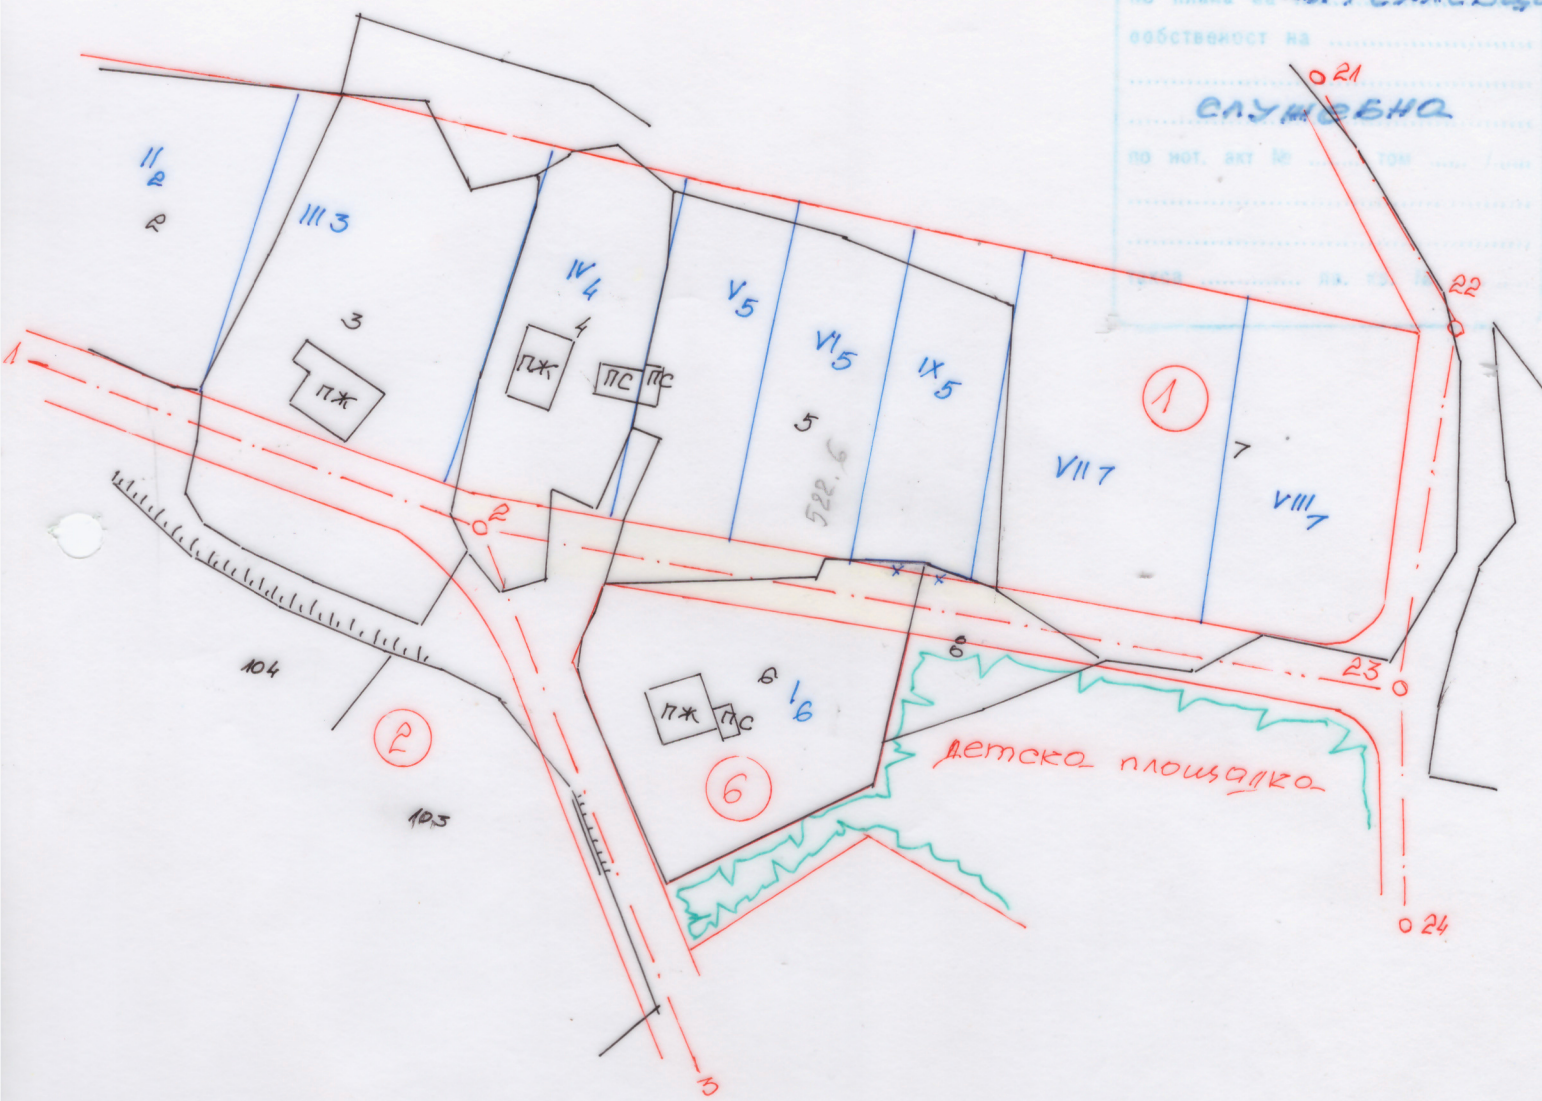 собственост на
21
СЛУЖЕБНО
по нот. акт № том
II 2
2
III 3
22
IV 4
V 5
3
4
VI 5
IX 5
1
ПЖ
ПЖ
ПС
ПС
1
5
7
VII 7
522.6
VIII 7
2
8
23
104
6
I 6
ПЖ
ПС
2
детска площадка
6
103
24
3